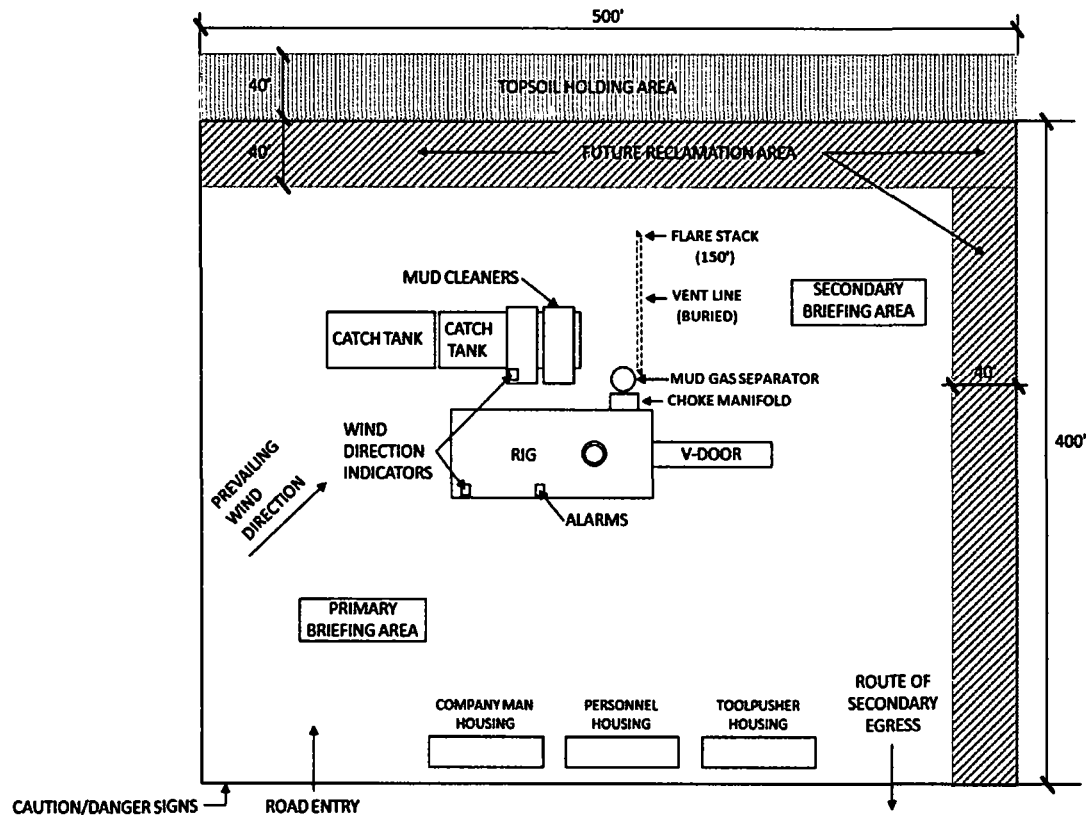 500'
40'
TOPSOIL HOLDING AREA
40'
FUTURE RECLAMATION AREA
FLARE STACK
(150')
MUD CLEANERS
VENT LINE
(BURIED)
SECONDARY
BRIEFING AREA
CATCH TANK
CATCH
TANK
MUD GAS SEPARATOR
40'
CHOKE MANIFOLD
WIND
DIRECTION
INDICATORS
RIG
V-DOOR
400'
PREVAILING
WIND
DIRECTION
ALARMS
PRIMARY
BRIEFING AREA
COMPANY MAN
HOUSING
PERSONNEL
HOUSING
TOOLPUSHER
HOUSING
ROUTE OF
SECONDARY
EGRESS
CAUTION/DANGER SIGNS
ROAD ENTRY